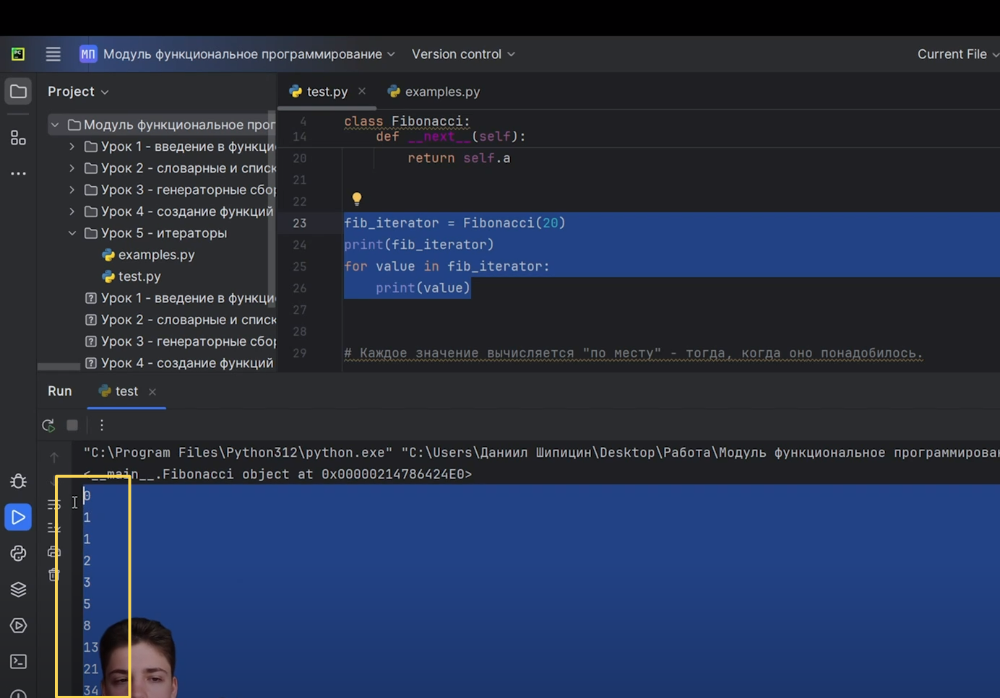 PC
МП Модуль функциональное программирование Version control Current File
Project test.py examples.py
Модуль функциональное прог
Урок 1 - введение в функци
Урок 2 - словарные и списк
Урок 3 - генераторные сбор
Урок 4 - создание функций
Урок 5 - итераторы
examples.py
test.py
Урок 1 - введение в функци
Урок 2 - словарные и списк
Урок 3 - генераторные сбор
Урок 4 - создание функций
4 class Fibonacci:
14 def __next__(self):
20 return self.a
21
22
23 fib_iterator = Fibonacci(20)
24 print(fib_iterator)
25 for value in fib_iterator:
26 print(value)
27
28
29 # Каждое значение вычисляется "по месту" - тогда, когда оно понадобилось.
Run test
"C:\Program Files\Python312\python.exe" "C:\Users\Даниил Шипицин\Desktop\Работа\Модуль функциональное программирован
<__main__.Fibonacci object at 0x00000214786424E0>
0
1
1
2
3
5
8
13
21
34